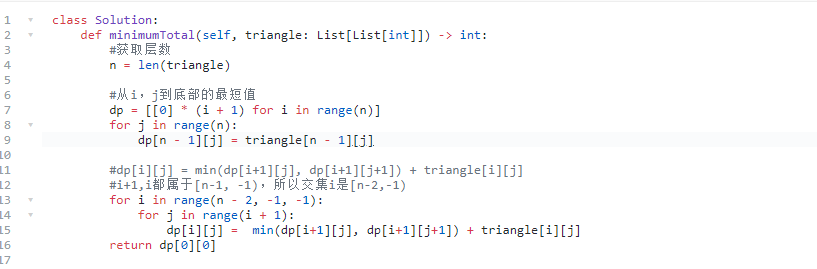 1 class Solution:
2 def minimumTotal(self, triangle: List[List[int]]) -> int:
3 #获取层数
4 n = len(triangle)
5
6 #从i，j到底部的最短值
7 dp = [[0] * (i + 1) for i in range(n)]
8 for j in range(n):
9 dp[n - 1][j] = triangle[n - 1][j]
10
11 #dp[i][j] = min(dp[i+1][j], dp[i+1][j+1]) + triangle[i][j]
12 #i+1,i都属于[n-1, -1)，所以交集i是[n-2,-1)
13 for i in range(n - 2, -1, -1):
14 for j in range(i + 1):
15 dp[i][j] =  min(dp[i+1][j], dp[i+1][j+1]) + triangle[i][j]
16 return dp[0][0]
17